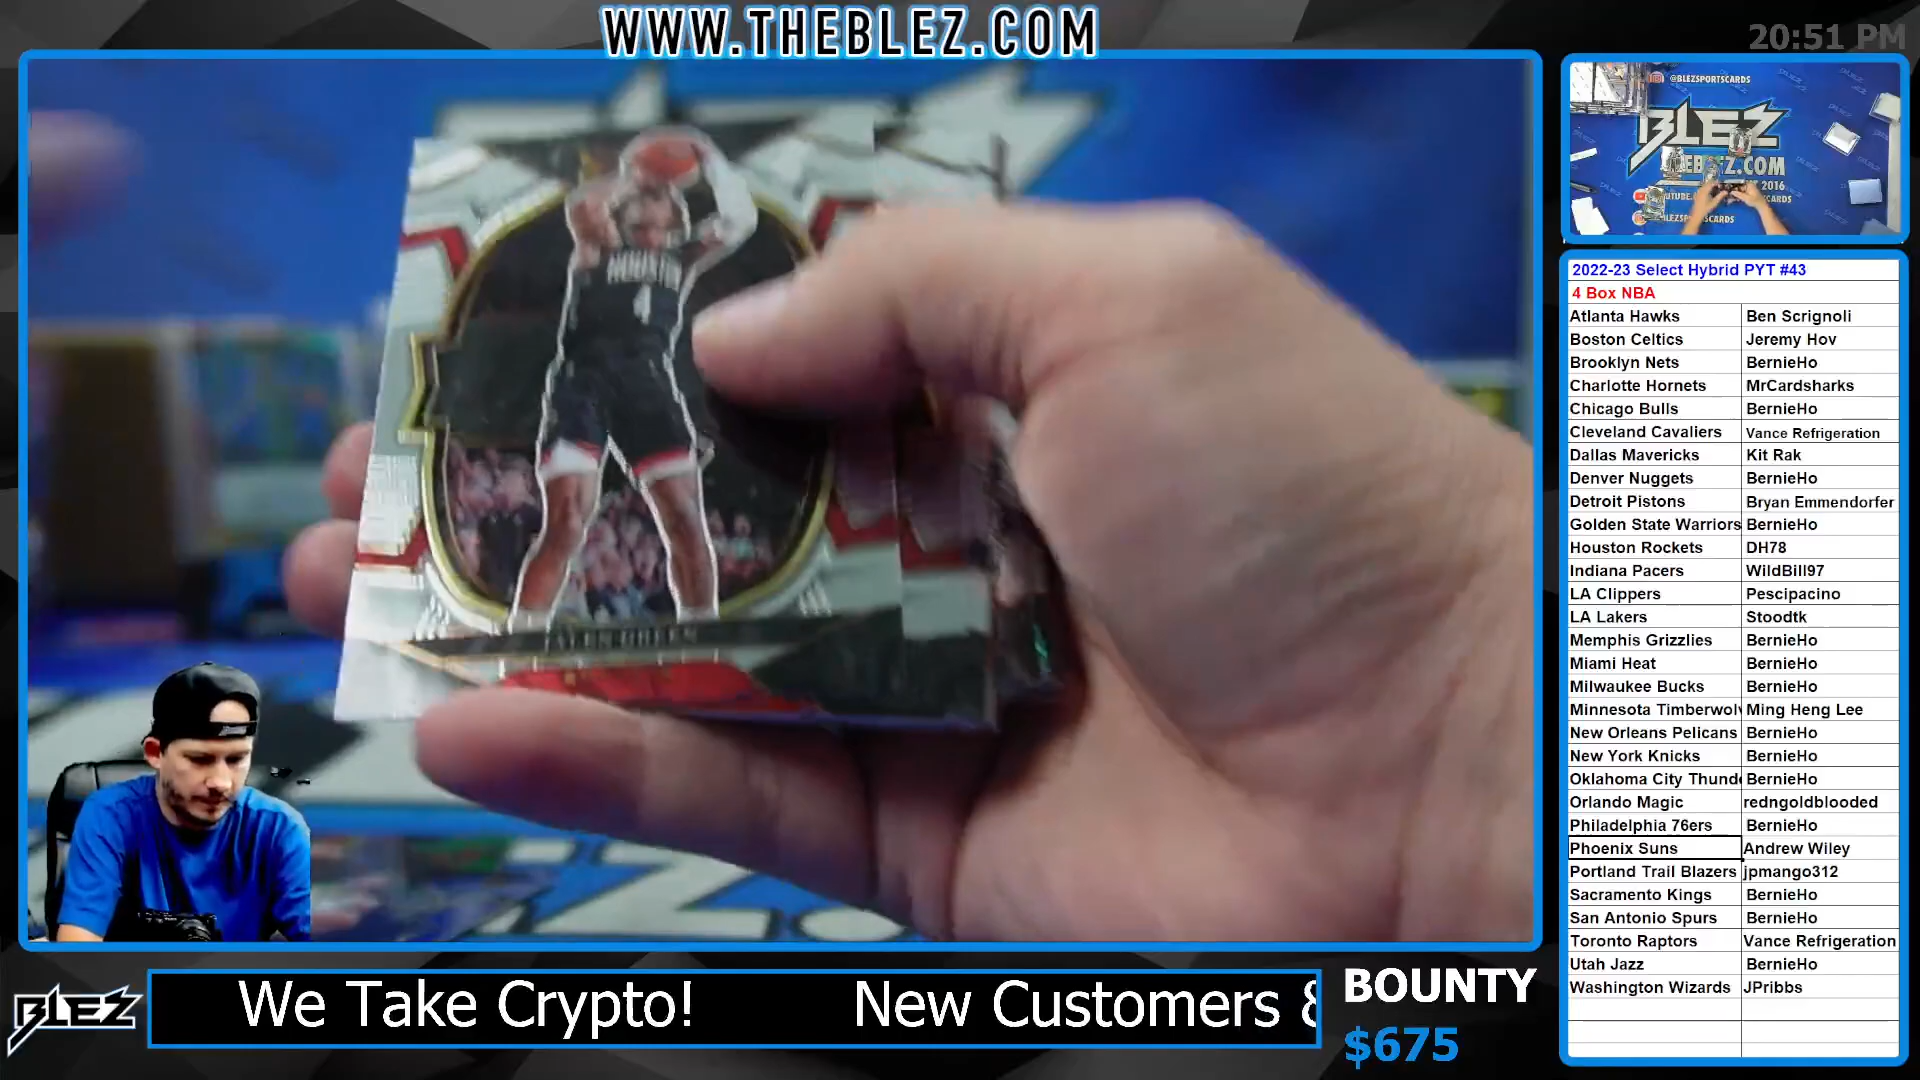 WWW.THEBLEZ.COM
20:51 PM
@BLEZSPORTSCARDS
BLEZ
2016
HOUSTON
4
2022-23 Select Hybrid PYT #43
4 Box NBA
Atlanta Hawks Ben Scrignoli
Boston Celtics Jeremy Hov
Brooklyn Nets BernieHo
Charlotte Hornets MrCardsharks
Chicago Bulls BernieHo
Cleveland Cavaliers Vance Refrigeration
Dallas Mavericks Kit Rak
Denver Nuggets BernieHo
Detroit Pistons Bryan Emmendorfer
Golden State Warriors BernieHo
Houston Rockets DH78
Indiana Pacers WildBill97
LA Clippers Pescipacino
LA Lakers Stoodtk
Memphis Grizzlies BernieHo
Miami Heat BernieHo
Milwaukee Bucks BernieHo
Minnesota Timberwolv Ming Heng Lee
New Orleans Pelicans BernieHo
New York Knicks BernieHo
Oklahoma City Thund BernieHo
Orlando Magic redngoldblooded
Philadelphia 76ers BernieHo
Phoenix Suns Andrew Wiley
Portland Trail Blazers jpmango312
Sacramento Kings BernieHo
San Antonio Spurs BernieHo
Toronto Raptors Vance Refrigeration
Utah Jazz BernieHo
Washington Wizards JPribbs
BLEZ
We Take Crypto! New Customers &
BOUNTY
$675